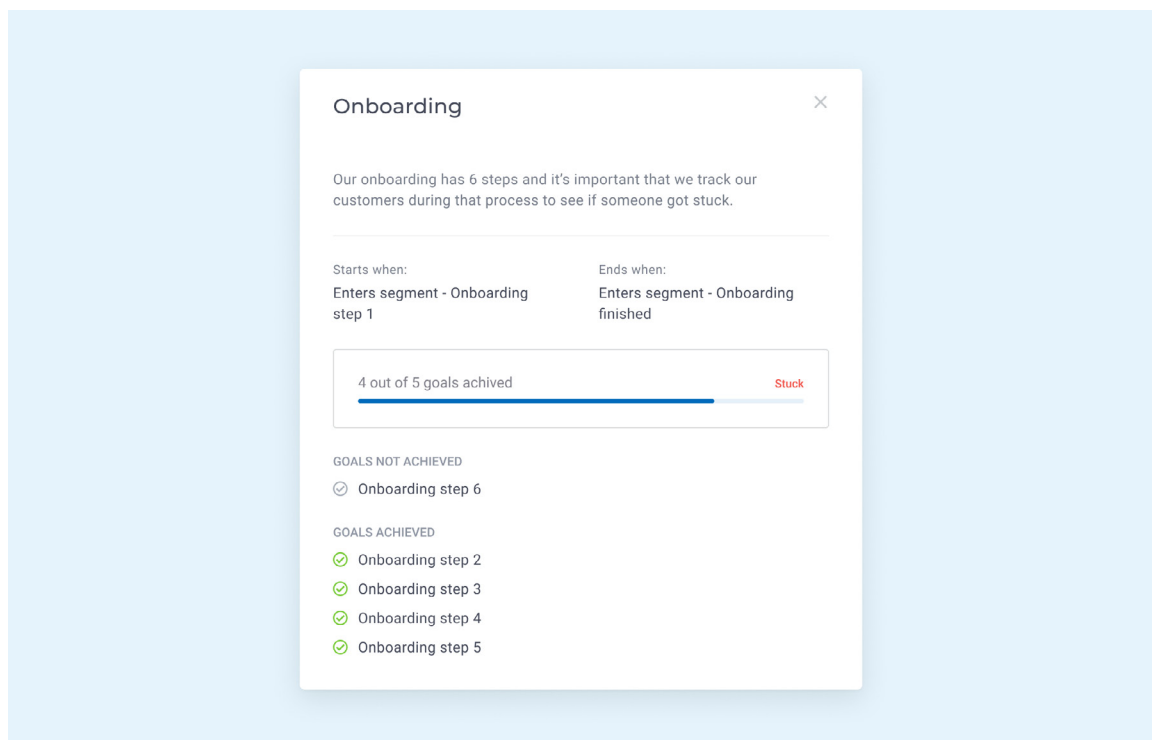 Onboarding
Our onboarding has 6 steps and it's important that we track our
customers during that process to see if someone got stuck.
Starts when:
Enters segment - Onboarding
step 1
Ends when:
Enters segment - Onboarding
finished
4 out of 5 goals achived
Stuck
GOALS NOT ACHIEVED
Onboarding step 6
GOALS ACHIEVED
Onboarding step 2
Onboarding step 3
Onboarding step 4
Onboarding step 5